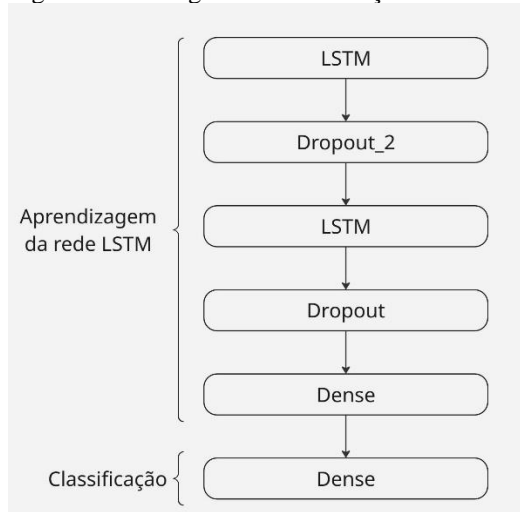 LSTM
Dropout_2
Aprendizagem
da rede LSTM
LSTM
Dropout
Dense
Classificação
Dense